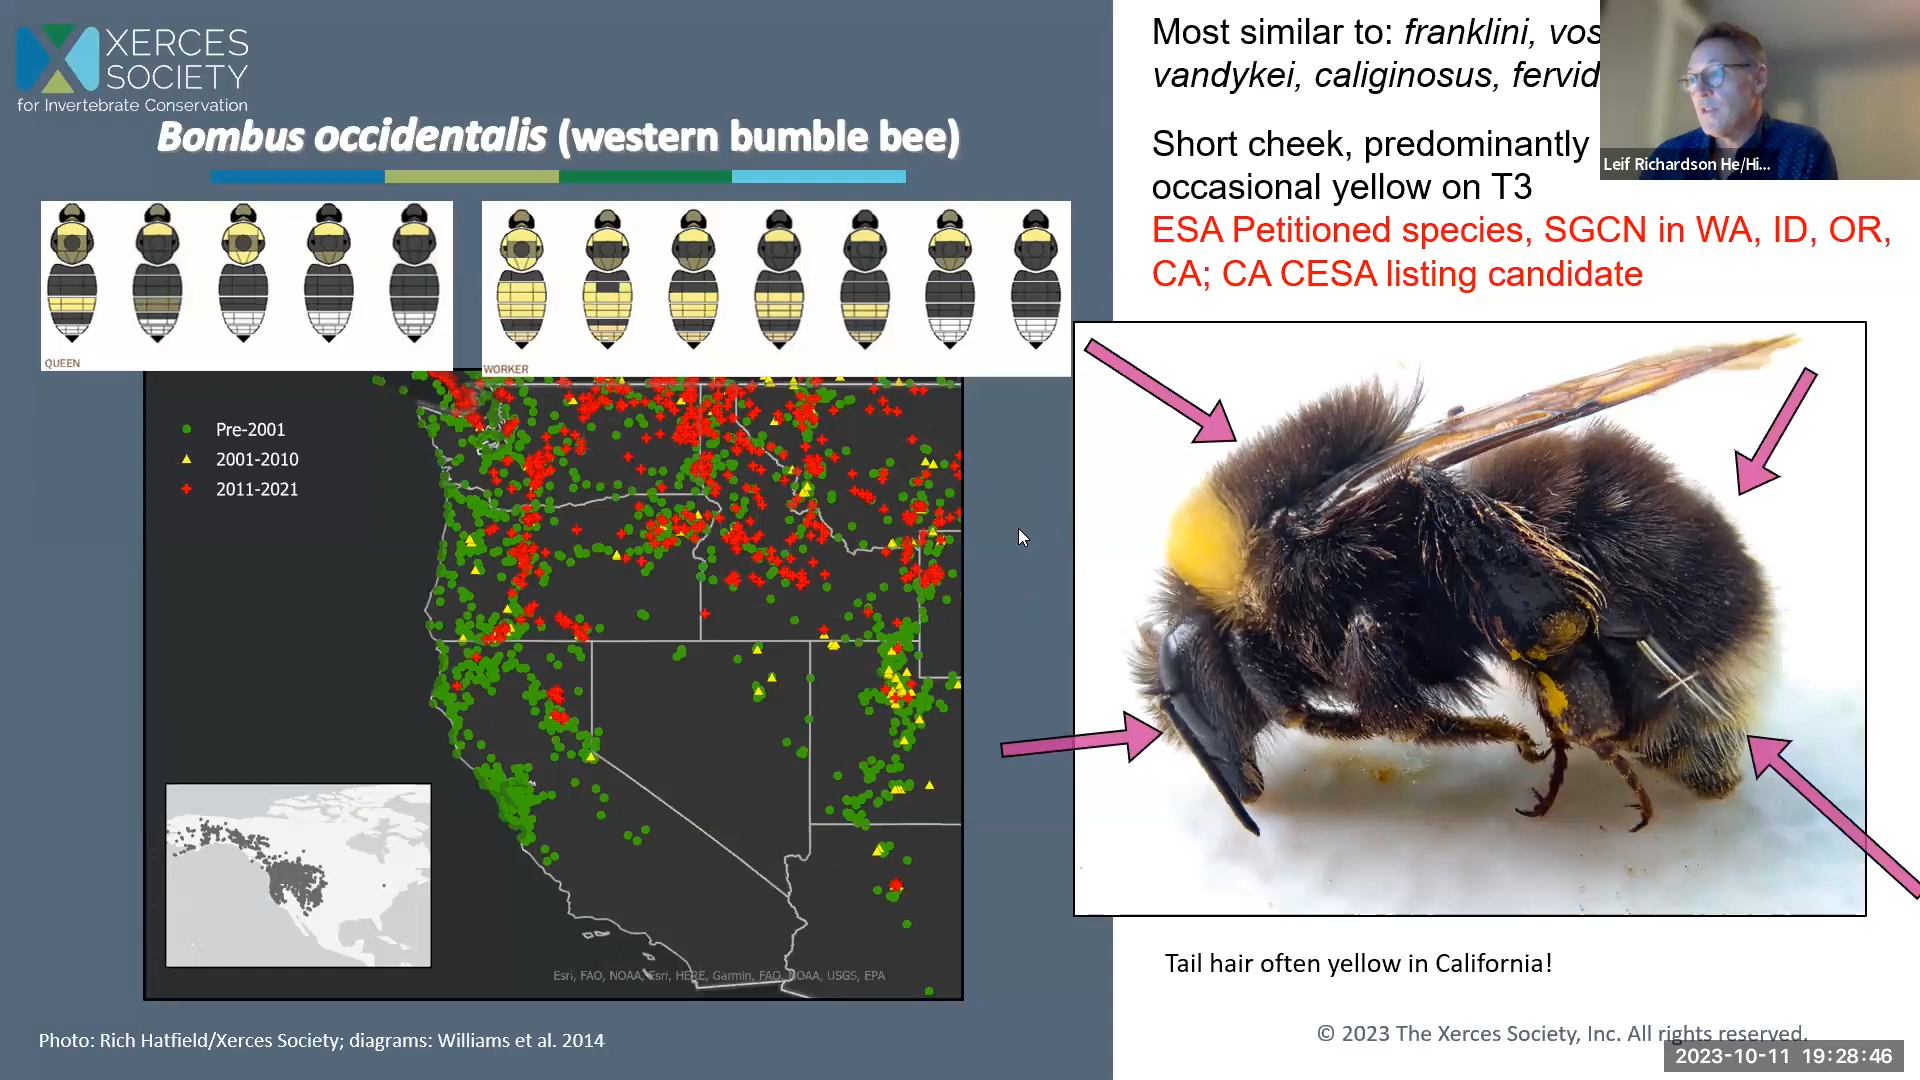 XERCES
SOCIETY
for Invertebrate Conservation
Bombus occidentalis (western bumble bee)
QUEEN
WORKER
Pre-2001
2001-2010
2011-2021
Esri, FAO, NOAA, Esri, HERE, Garmin, FAO, NOAA, USGS, EPA
Photo: Rich Hatfield/Xerces Society; diagrams: Williams et al. 2014
Most similar to: franklini,
vandykei, caliginosus,
Short cheek, predominantly
occasional yellow on T3
ESA Petitioned species, SGCN in WA, ID, OR,
CA; CA CESA listing candidate
Leif Richardson He/Hi...
Tail hair often yellow in California!
© 2023 The Xerces Society, Inc. All rights reserved.
2023-10-11 19:28:46